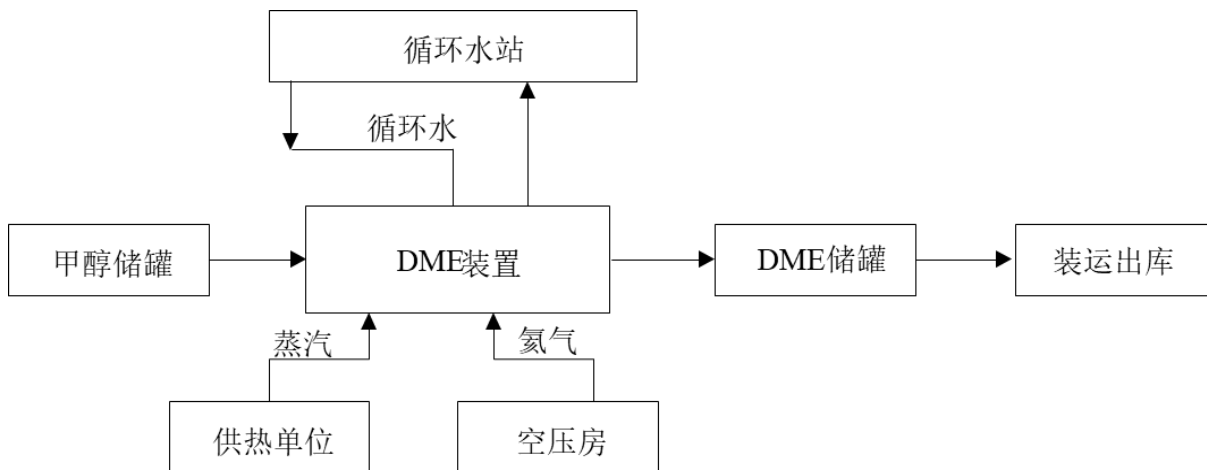 循环水站
循环水
甲醇储罐
DME装置
DME储罐
装运出库
蒸汽
氦气
供热单位
空压房